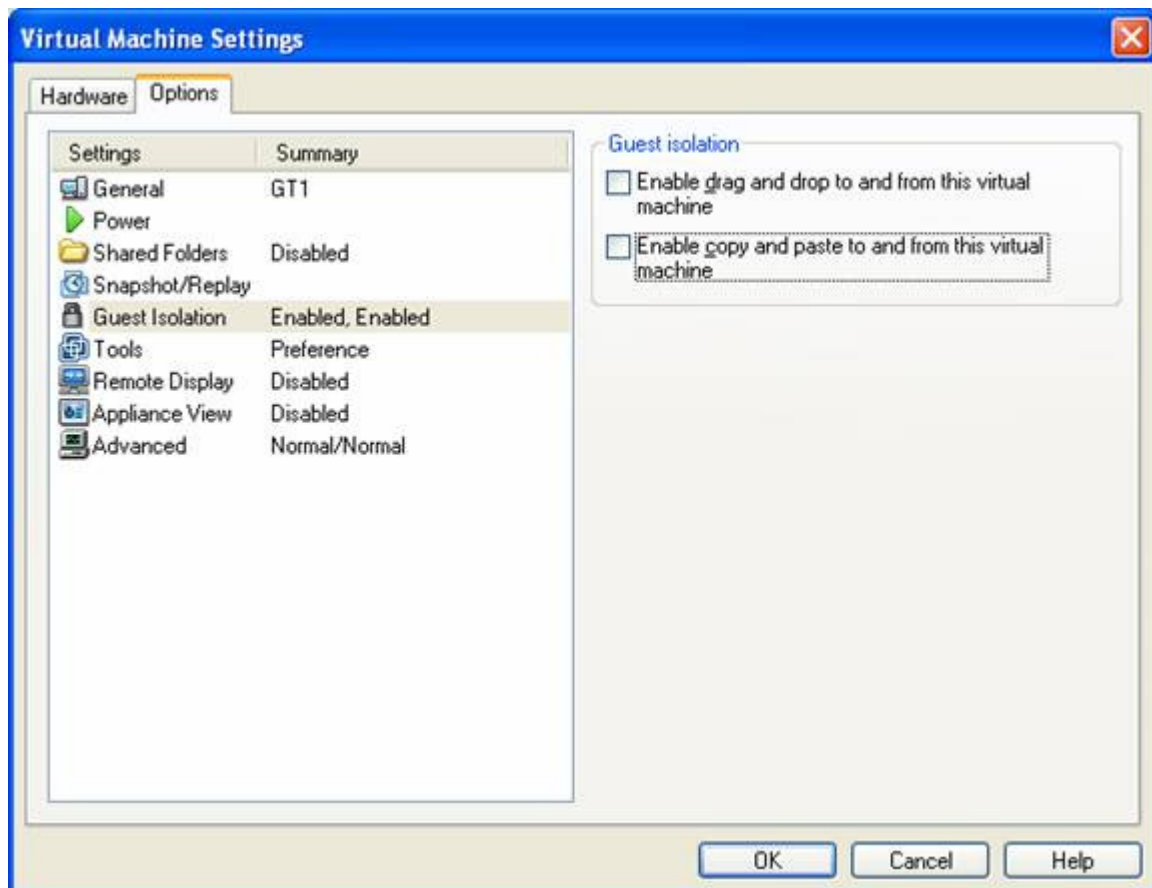 Virtual Machine Settings
Hardware Options
Settings Summary
General GT1
Power
Shared Folders Disabled
Snapshot/Replay
Guest Isolation Enabled, Enabled
Tools Preference
Remote Display Disabled
Appliance View Disabled
Advanced Normal/Normal
Guest isolation
Enable drag and drop to and from this virtual
machine
Enable copy and paste to and from this virtual
machine
OK Cancel Help